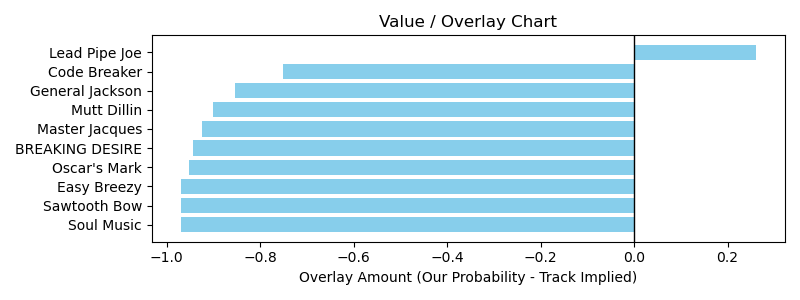 Value / Overlay Chart
Lead Pipe Joe
Code Breaker
General Jackson
Mutt Dillin
Master Jacques
BREAKING DESIRE
Oscar's Mark
Easy Breezy
Sawtooth Bow
Soul Music
−1.0 −0.8 −0.6 −0.4 −0.2 0.0 0.2
Overlay Amount (Our Probability - Track Implied)